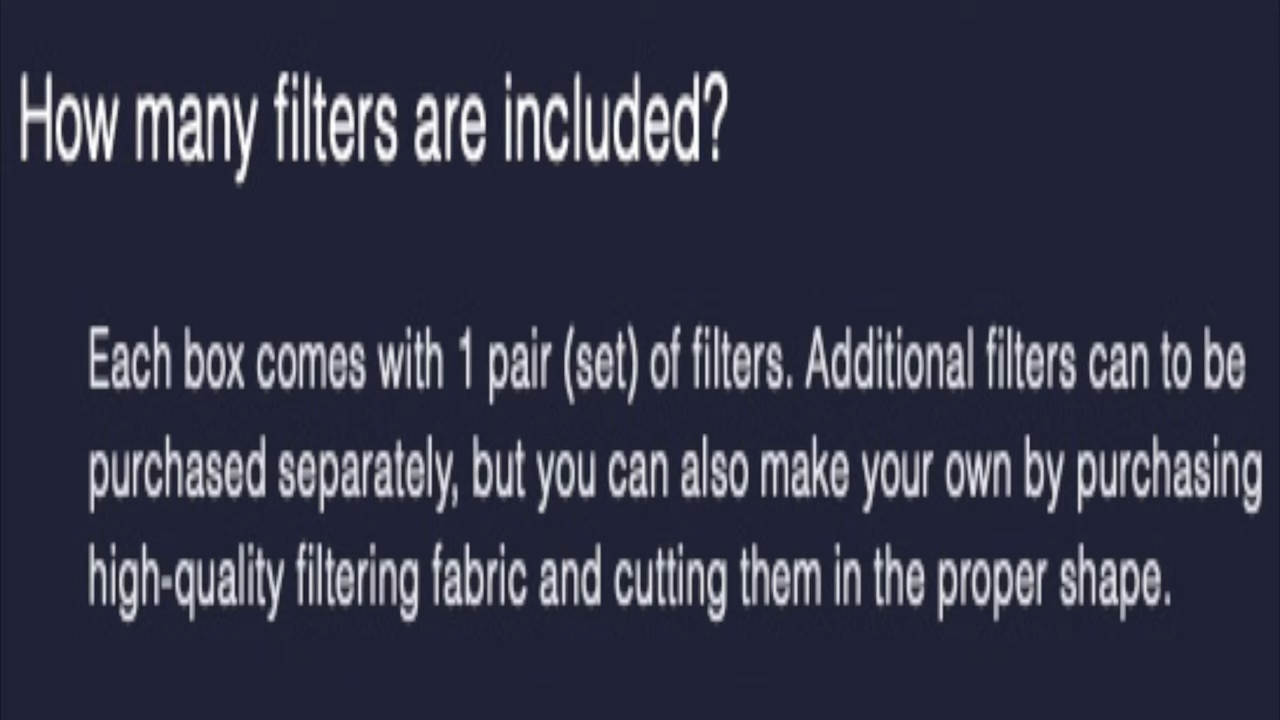 How many filters are included?
Each box comes with 1 pair (set) of filters. Additional filters can to be
purchased separately, but you can also make your own by purchasing
high-quality filtering fabric and cutting them in the proper shape.